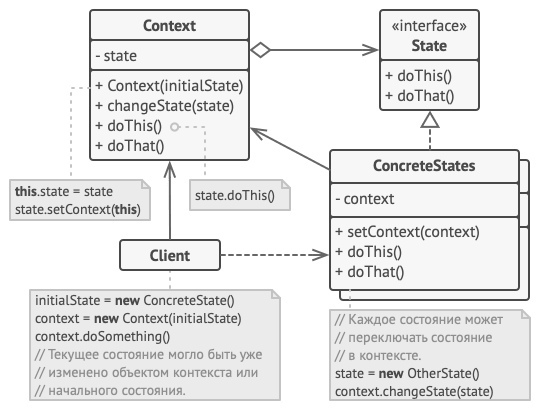 Context
- state
+ Context(initialState)
+ changeState(state)
+ doThis()
+ doThat()
«interface»
State
+ doThis()
+ doThat()
this.state = state
state.setContext(this)
state.doThis()
ConcreteStates
- context
+ setContext(context)
+ doThis()
+ doThat()
Client
initialState = new ConcreteState()
context = new Context(initialState)
context.doSomething()
// Текущее состояние могло быть уже
// изменено объектом контекста или
// начального состояния.
// Каждое состояние может
// переключать состояние
// в контексте.
state = new OtherState()
context.changeState(state)